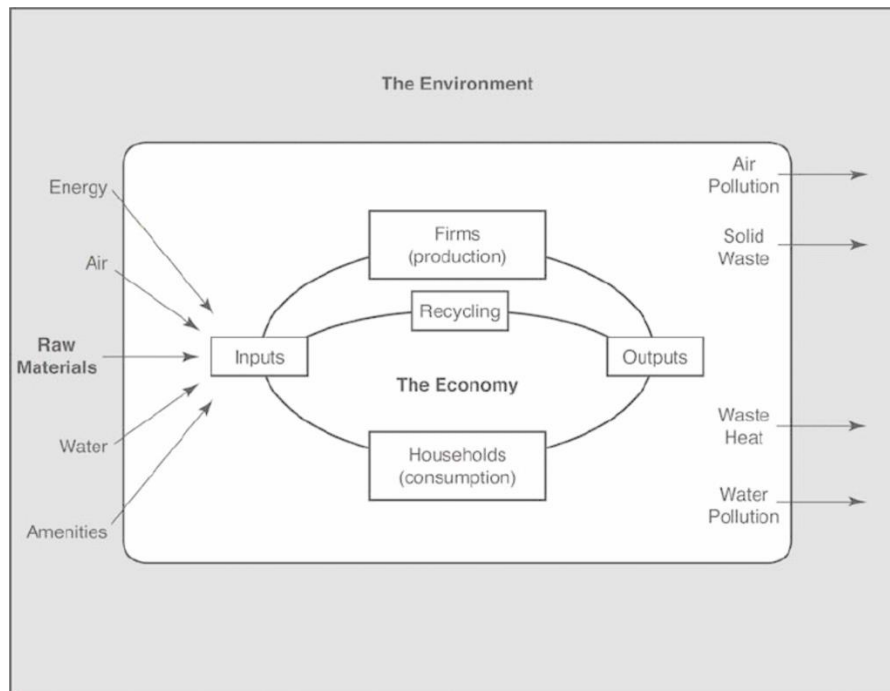 The Environment
Energy
Air
Raw
Materials
Water
Amenities
Firms
(production)
Recycling
Inputs
Outputs
The Economy
Households
(consumption)
Air
Pollution
Solid
Waste
Waste
Heat
Water
Pollution